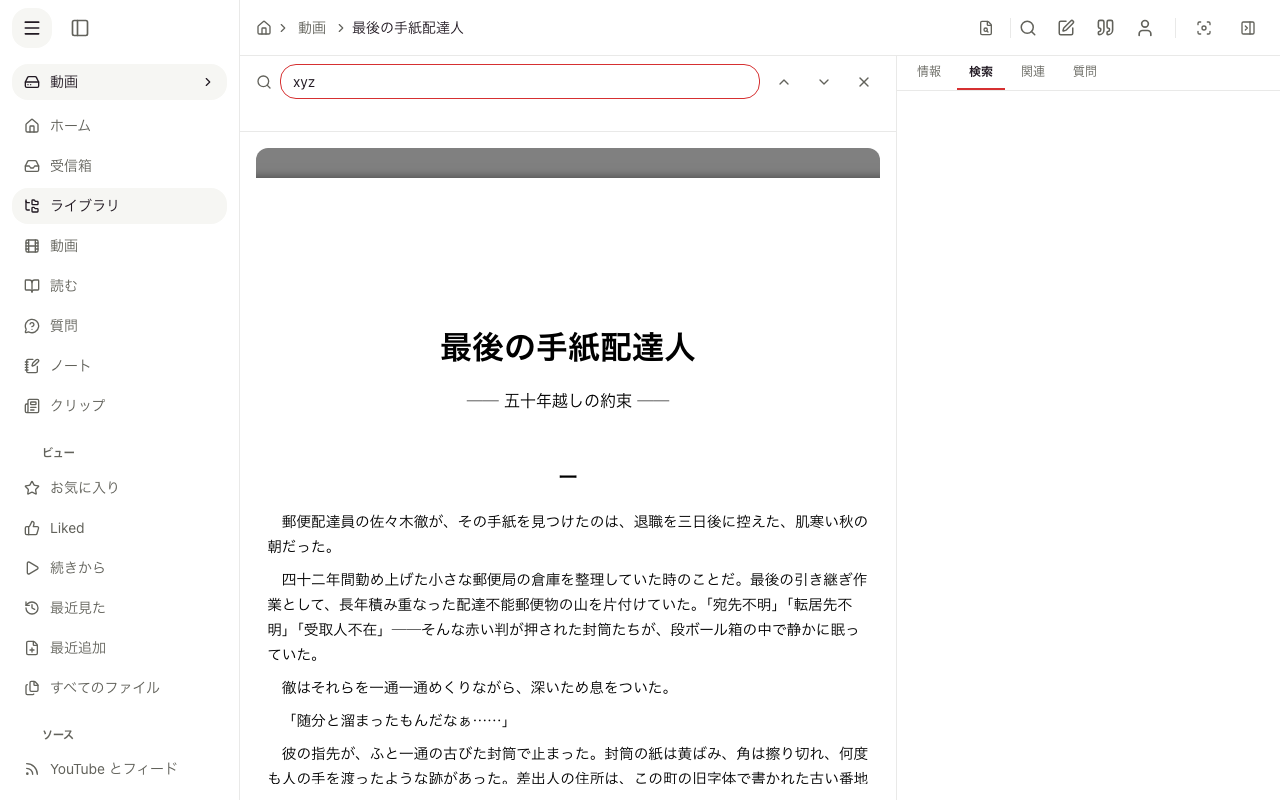 動画
ホーム
受信箱
ライブラリ
動画
読む
質問
ノート
クリップ
ビュー
お気に入り
Liked
続きから
最近見た
最近追加
すべてのファイル
ソース
YouTube とフィード
動画
最後の手紙配達人
xyz
情報
検索
関連
質問
最後の手紙配達人
—— 五十年越しの約束 ——
一
郵便配達員の佐々木徹が、その手紙を見つけたのは、退職を三日後に控えた、肌寒い秋の
朝だった。
四十二年間勤め上げた小さな郵便局の倉庫を整理していた時のことだ。最後の引き継ぎ作
業として、長年積み重なった配達不能郵便物の山を片付けていた。「宛先不明」「転居先不
明」「受取人不在」——そんな赤い判が押された封筒たちが、段ボール箱の中で静かに眠っ
ていた。
徹はそれらを一通一通めくりながら、深いため息をついた。
「随分と溜まったもんだなぁ……」
彼の指先が、ふと一通の古びた封筒で止まった。封筒の紙は黄ばみ、角は擦り切れ、何度
も人の手を渡ったような跡があった。差出人の住所は、この町の旧字体で書かれた古い番地